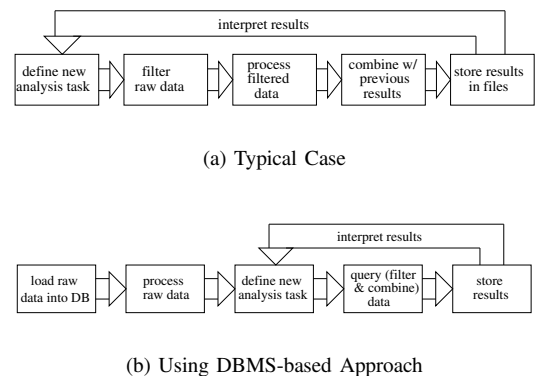 interpret results
define new
analysis task
filter
raw data
process
filtered
data
combine w/
previous
results
store results
in files
(a) Typical Case
interpret results
load raw
data into DB
process
raw data
define new
analysis task
query (filter
& combine)
data
store
results
(b) Using DBMS-based Approach